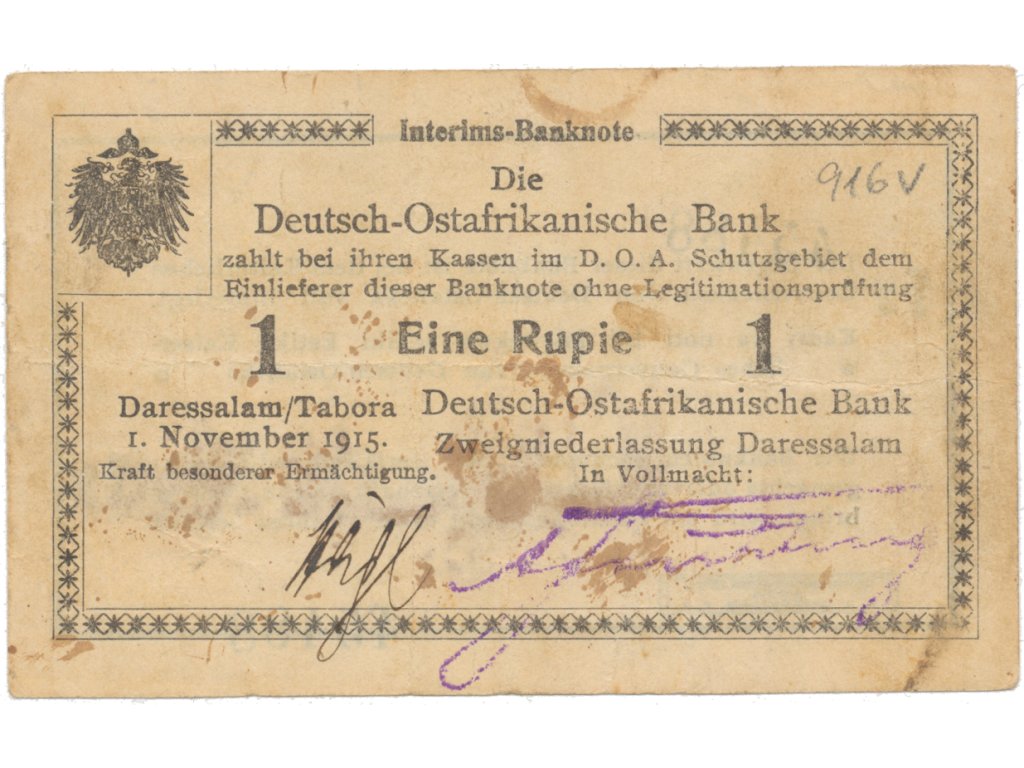 Interims-Banknote
916 V
Die
Deutsch-Ostafrikanische Bank
zahlt bei ihren Kassen im D. O. A. Schutzgebiet dem
Einlieferer dieser Banknote ohne Legitimationsprüfung
1 Eine Rupie 1
Daressalam/Tabora
1. November 1915.
Kraft besonderer Ermächtigung.
Deutsch-Ostafrikanische Bank
Zweigniederlassung Daressalam
In Vollmacht: